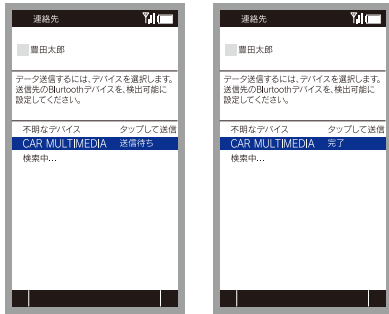 連絡先
豊田太郎
データ送信するには、デバイスを選択します。
送信先のBlurtoothデバイスを、検出可能に
設定してください。
不明なデバイス タップして送信
CAR MULTIMEDIA 送信待ち
検索中...
連絡先
豊田太郎
データ送信するには、デバイスを選択します。
送信先のBlurtoothデバイスを、検出可能に
設定してください。
不明なデバイス タップして送信
CAR MULTIMEDIA 完了
検索中...